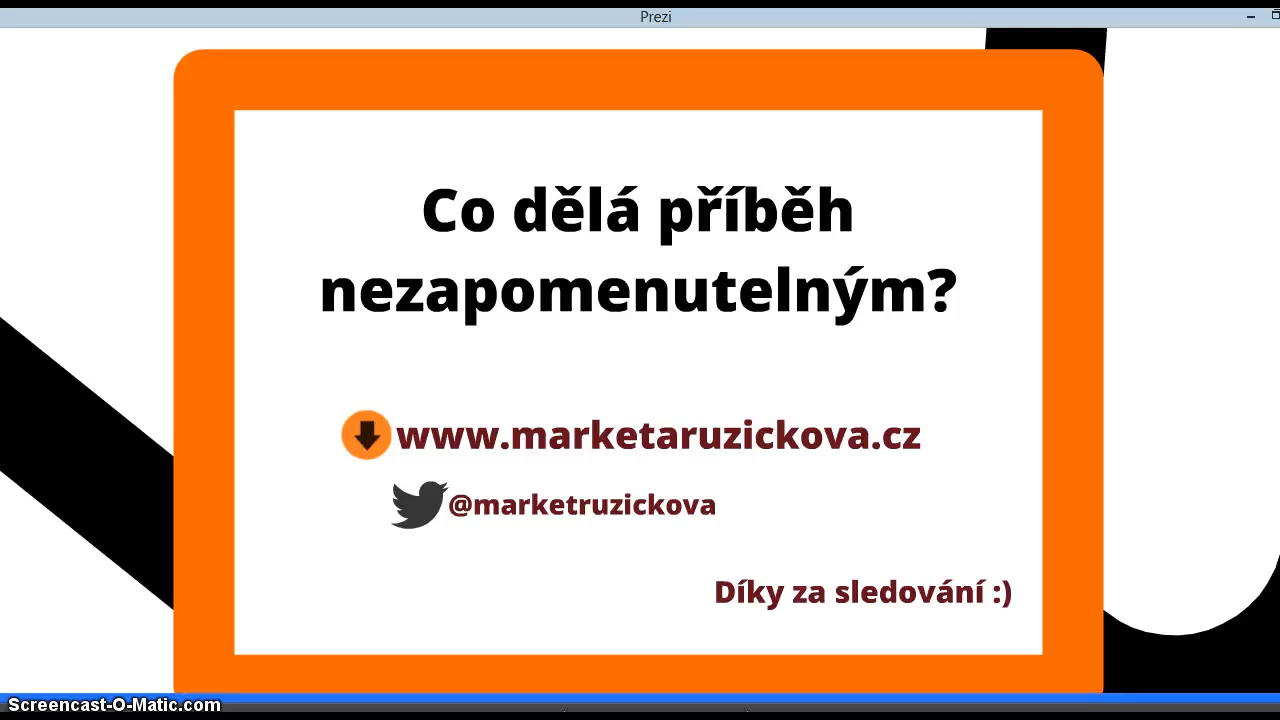 Prezi
Co dělá příběh
nezapomenutelným?
www.marketaruzickova.cz
@marketruzickova
Díky za sledování :)
Screencast-O-Matic.com